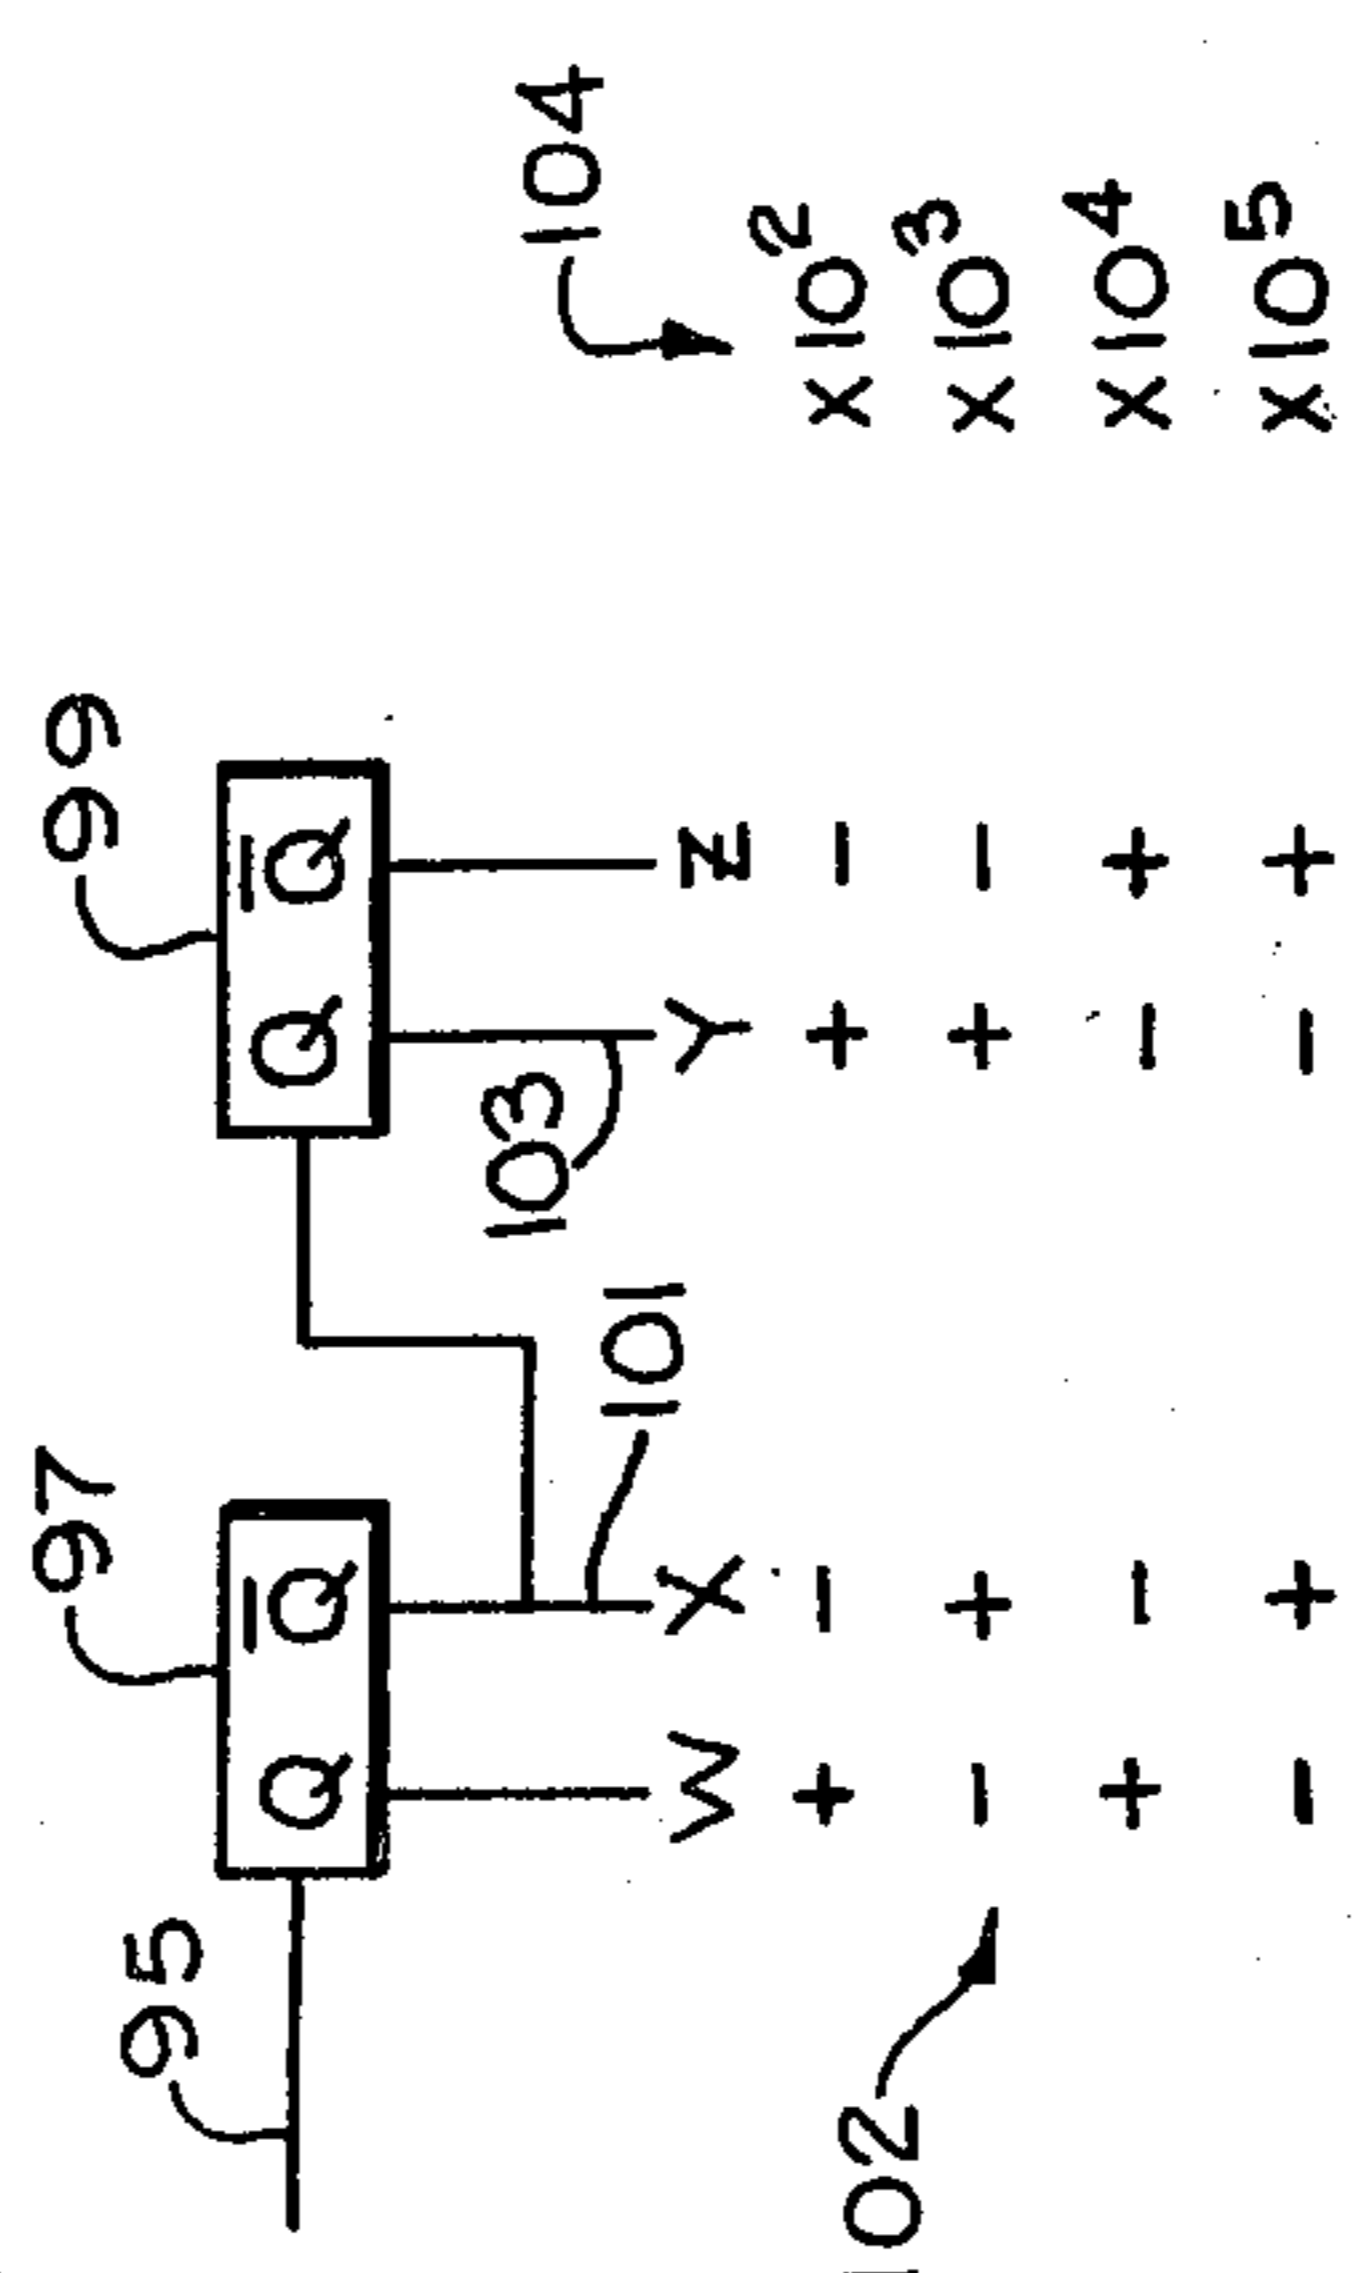 97 99
95
Q Q̅ Q Q̅
104
103
101
W X Y Z
+ − + − x10²
102
− + + − x10³
+ − − + x10⁴
− + − + x10⁵